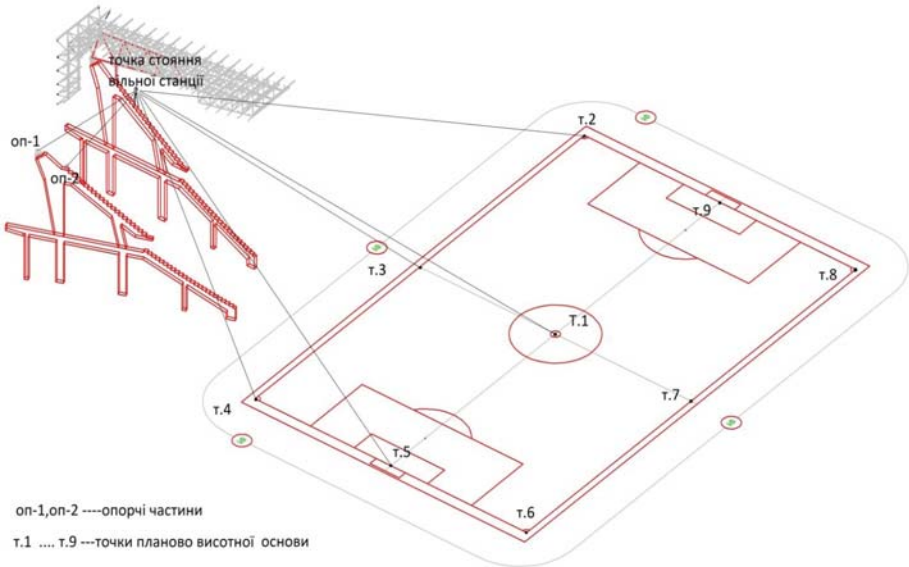 точка стояння
вільної станції
т.2
оп-1
оп-2
т.9
т.3
т.8
Т.1
т.7
т.4
т.5
т.6
оп-1,оп-2 ----опорчі частини
т.1 .... т.9 ---точки планово висотної основи